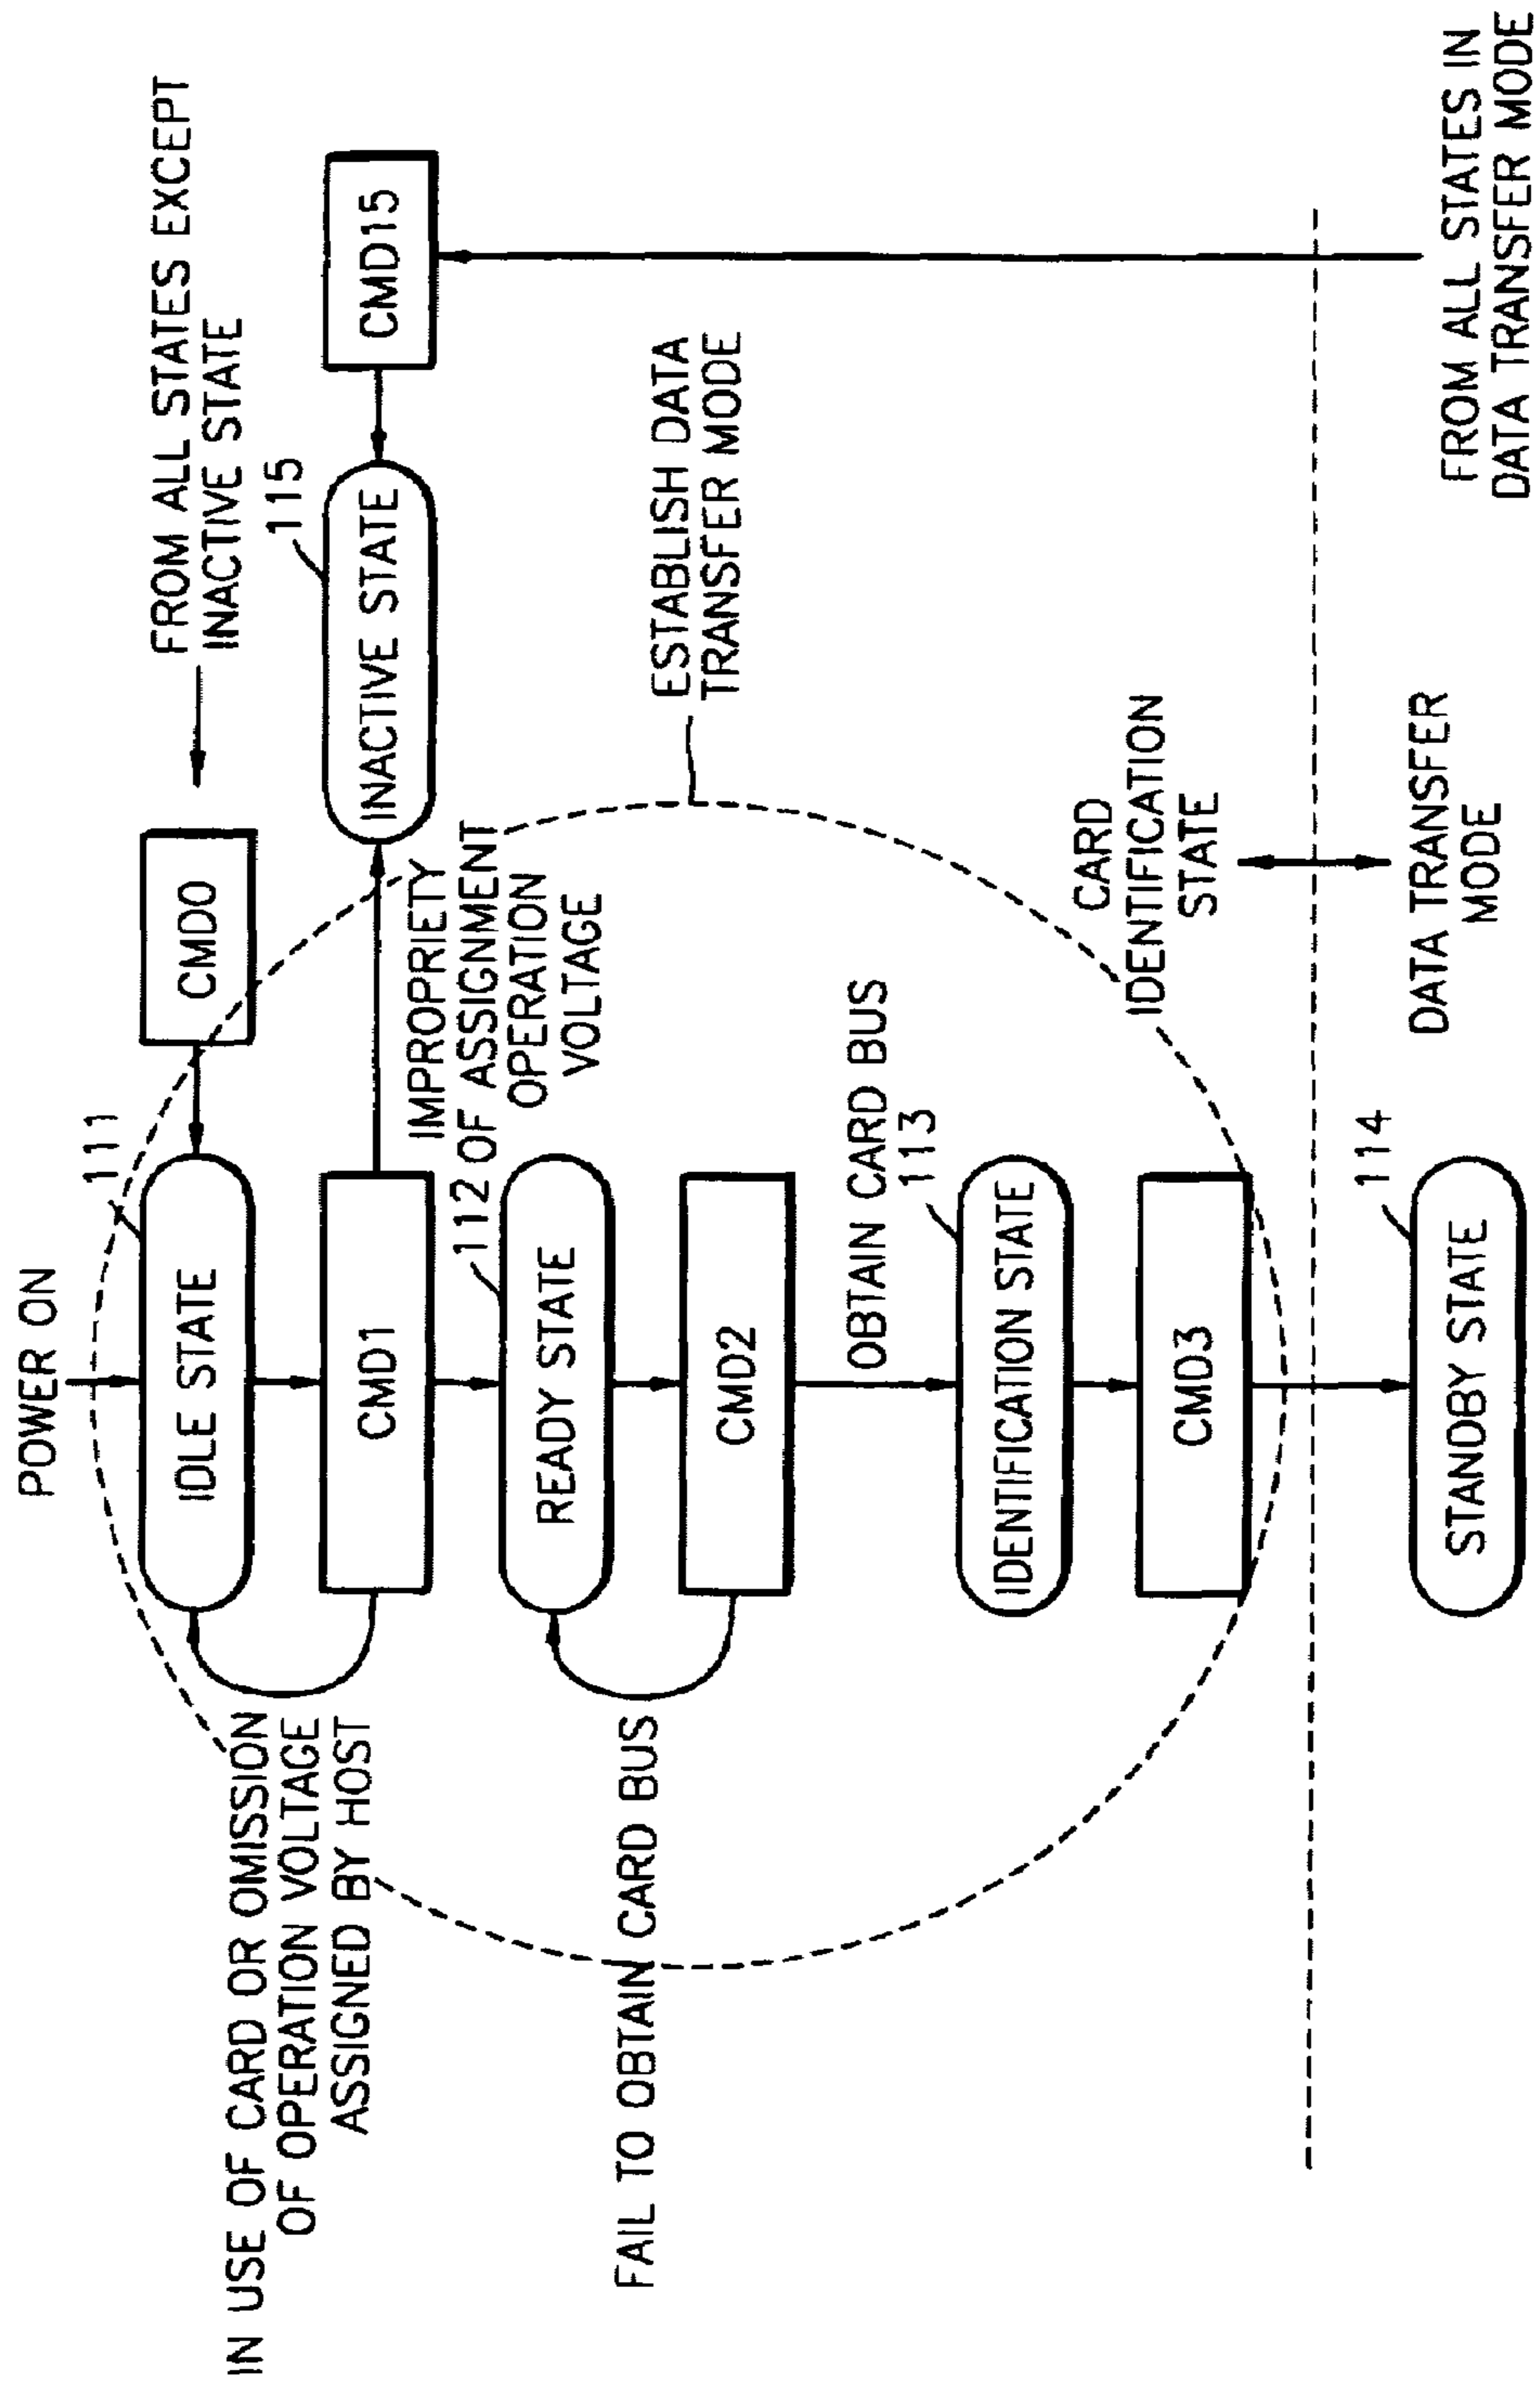 POWER ON
111
IDLE STATE
CMD0
FROM ALL STATES EXCEPT
INACTIVE STATE
IN USE OF CARD OR OMISSION
OF OPERATION VOLTAGE
ASSIGNED BY HOST
CMD1
115
INACTIVE STATE
CMD15
IMPROPRIETY
OF ASSIGNMENT
OPERATION
VOLTAGE
112
READY STATE
ESTABLISH DATA
TRANSFER MODE
FAIL TO OBTAIN CARD BUS
CMD2
OBTAIN CARD BUS
113
IDENTIFICATION STATE
CMD3
CARD
IDENTIFICATION
STATE
DATA TRANSFER
MODE
114
STANDBY STATE
FROM ALL STATES IN
DATA TRANSFER MODE